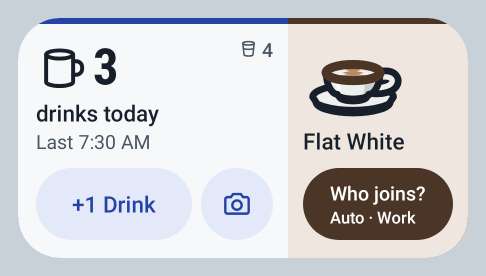 3
4
drinks today
Last 7:30 AM
+1 Drink
Flat White
Who joins?
Auto · Work